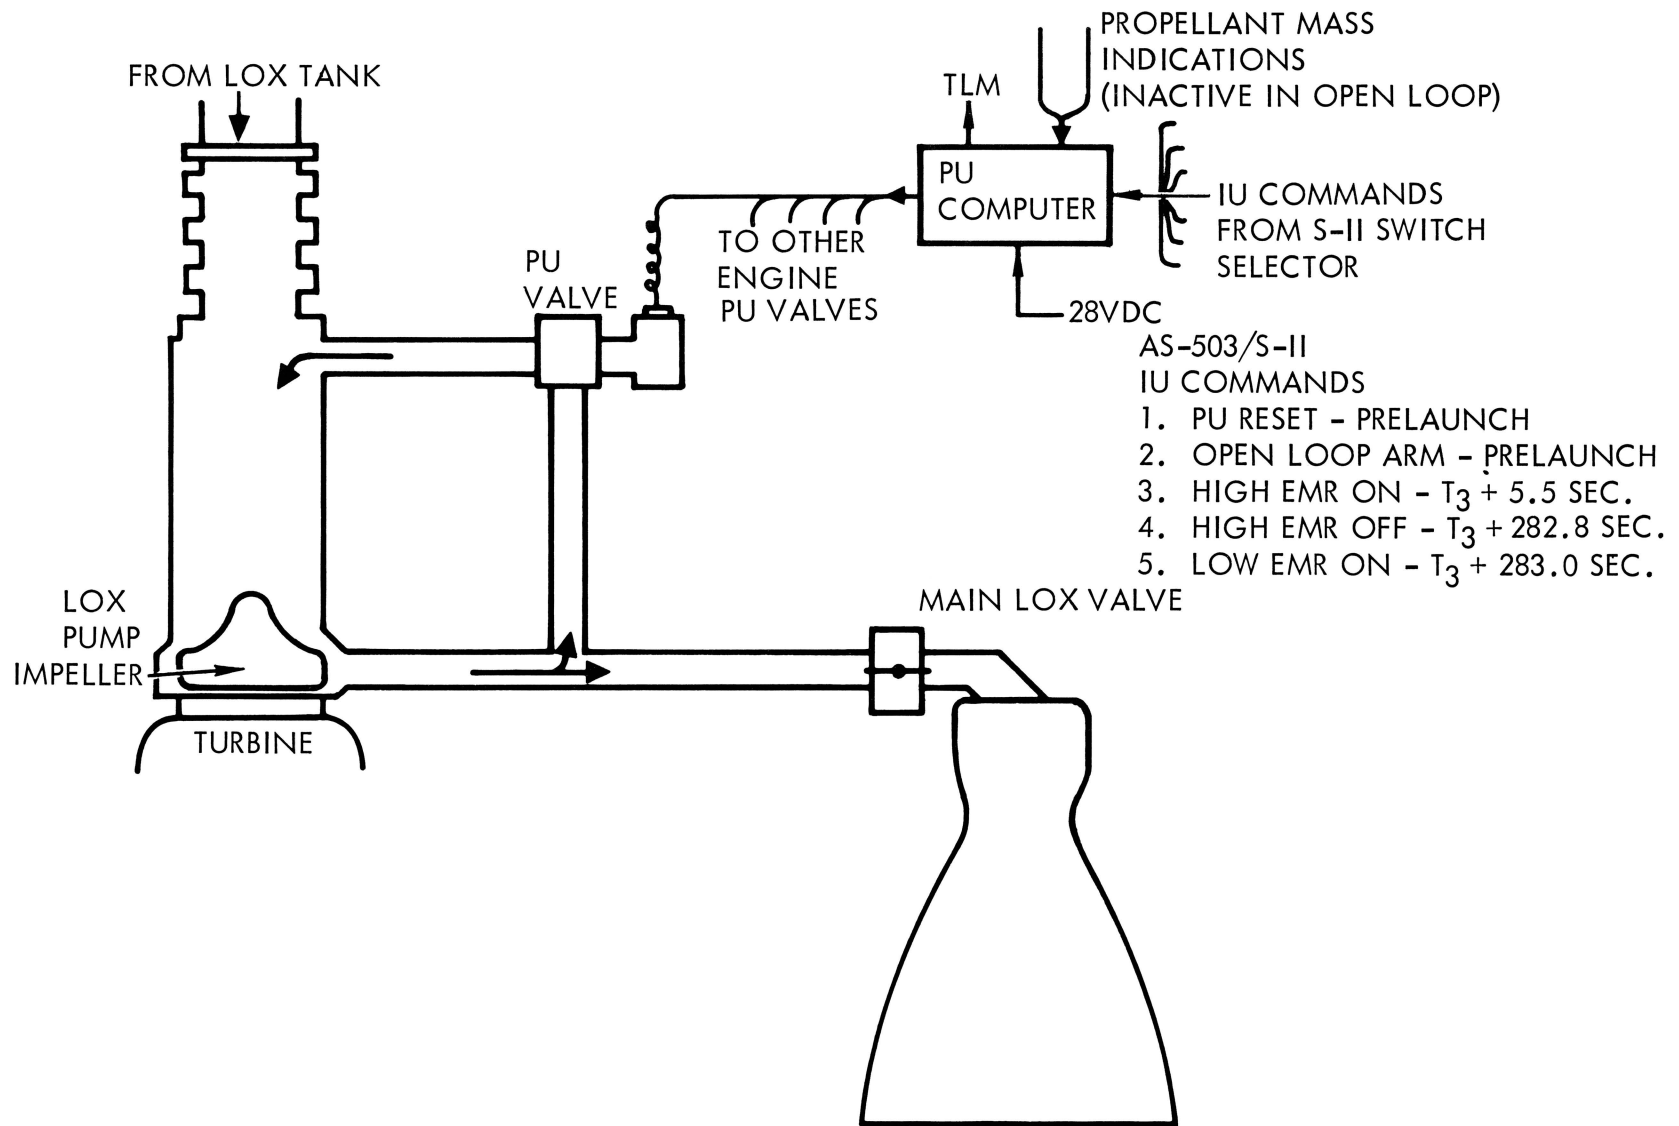 FROM LOX TANK
PROPELLANT MASS
INDICATIONS
(INACTIVE IN OPEN LOOP)
TLM
PU
COMPUTER
IU COMMANDS
FROM S-II SWITCH
SELECTOR
TO OTHER
ENGINE
PU VALVES
PU
VALVE
28VDC
AS-503/S-II
IU COMMANDS
1. PU RESET - PRELAUNCH
2. OPEN LOOP ARM - PRELAUNCH
3. HIGH EMR ON - T3 + 5.5 SEC.
4. HIGH EMR OFF - T3 + 282.8 SEC.
5. LOW EMR ON - T3 + 283.0 SEC.
LOX
PUMP
IMPELLER
MAIN LOX VALVE
TURBINE